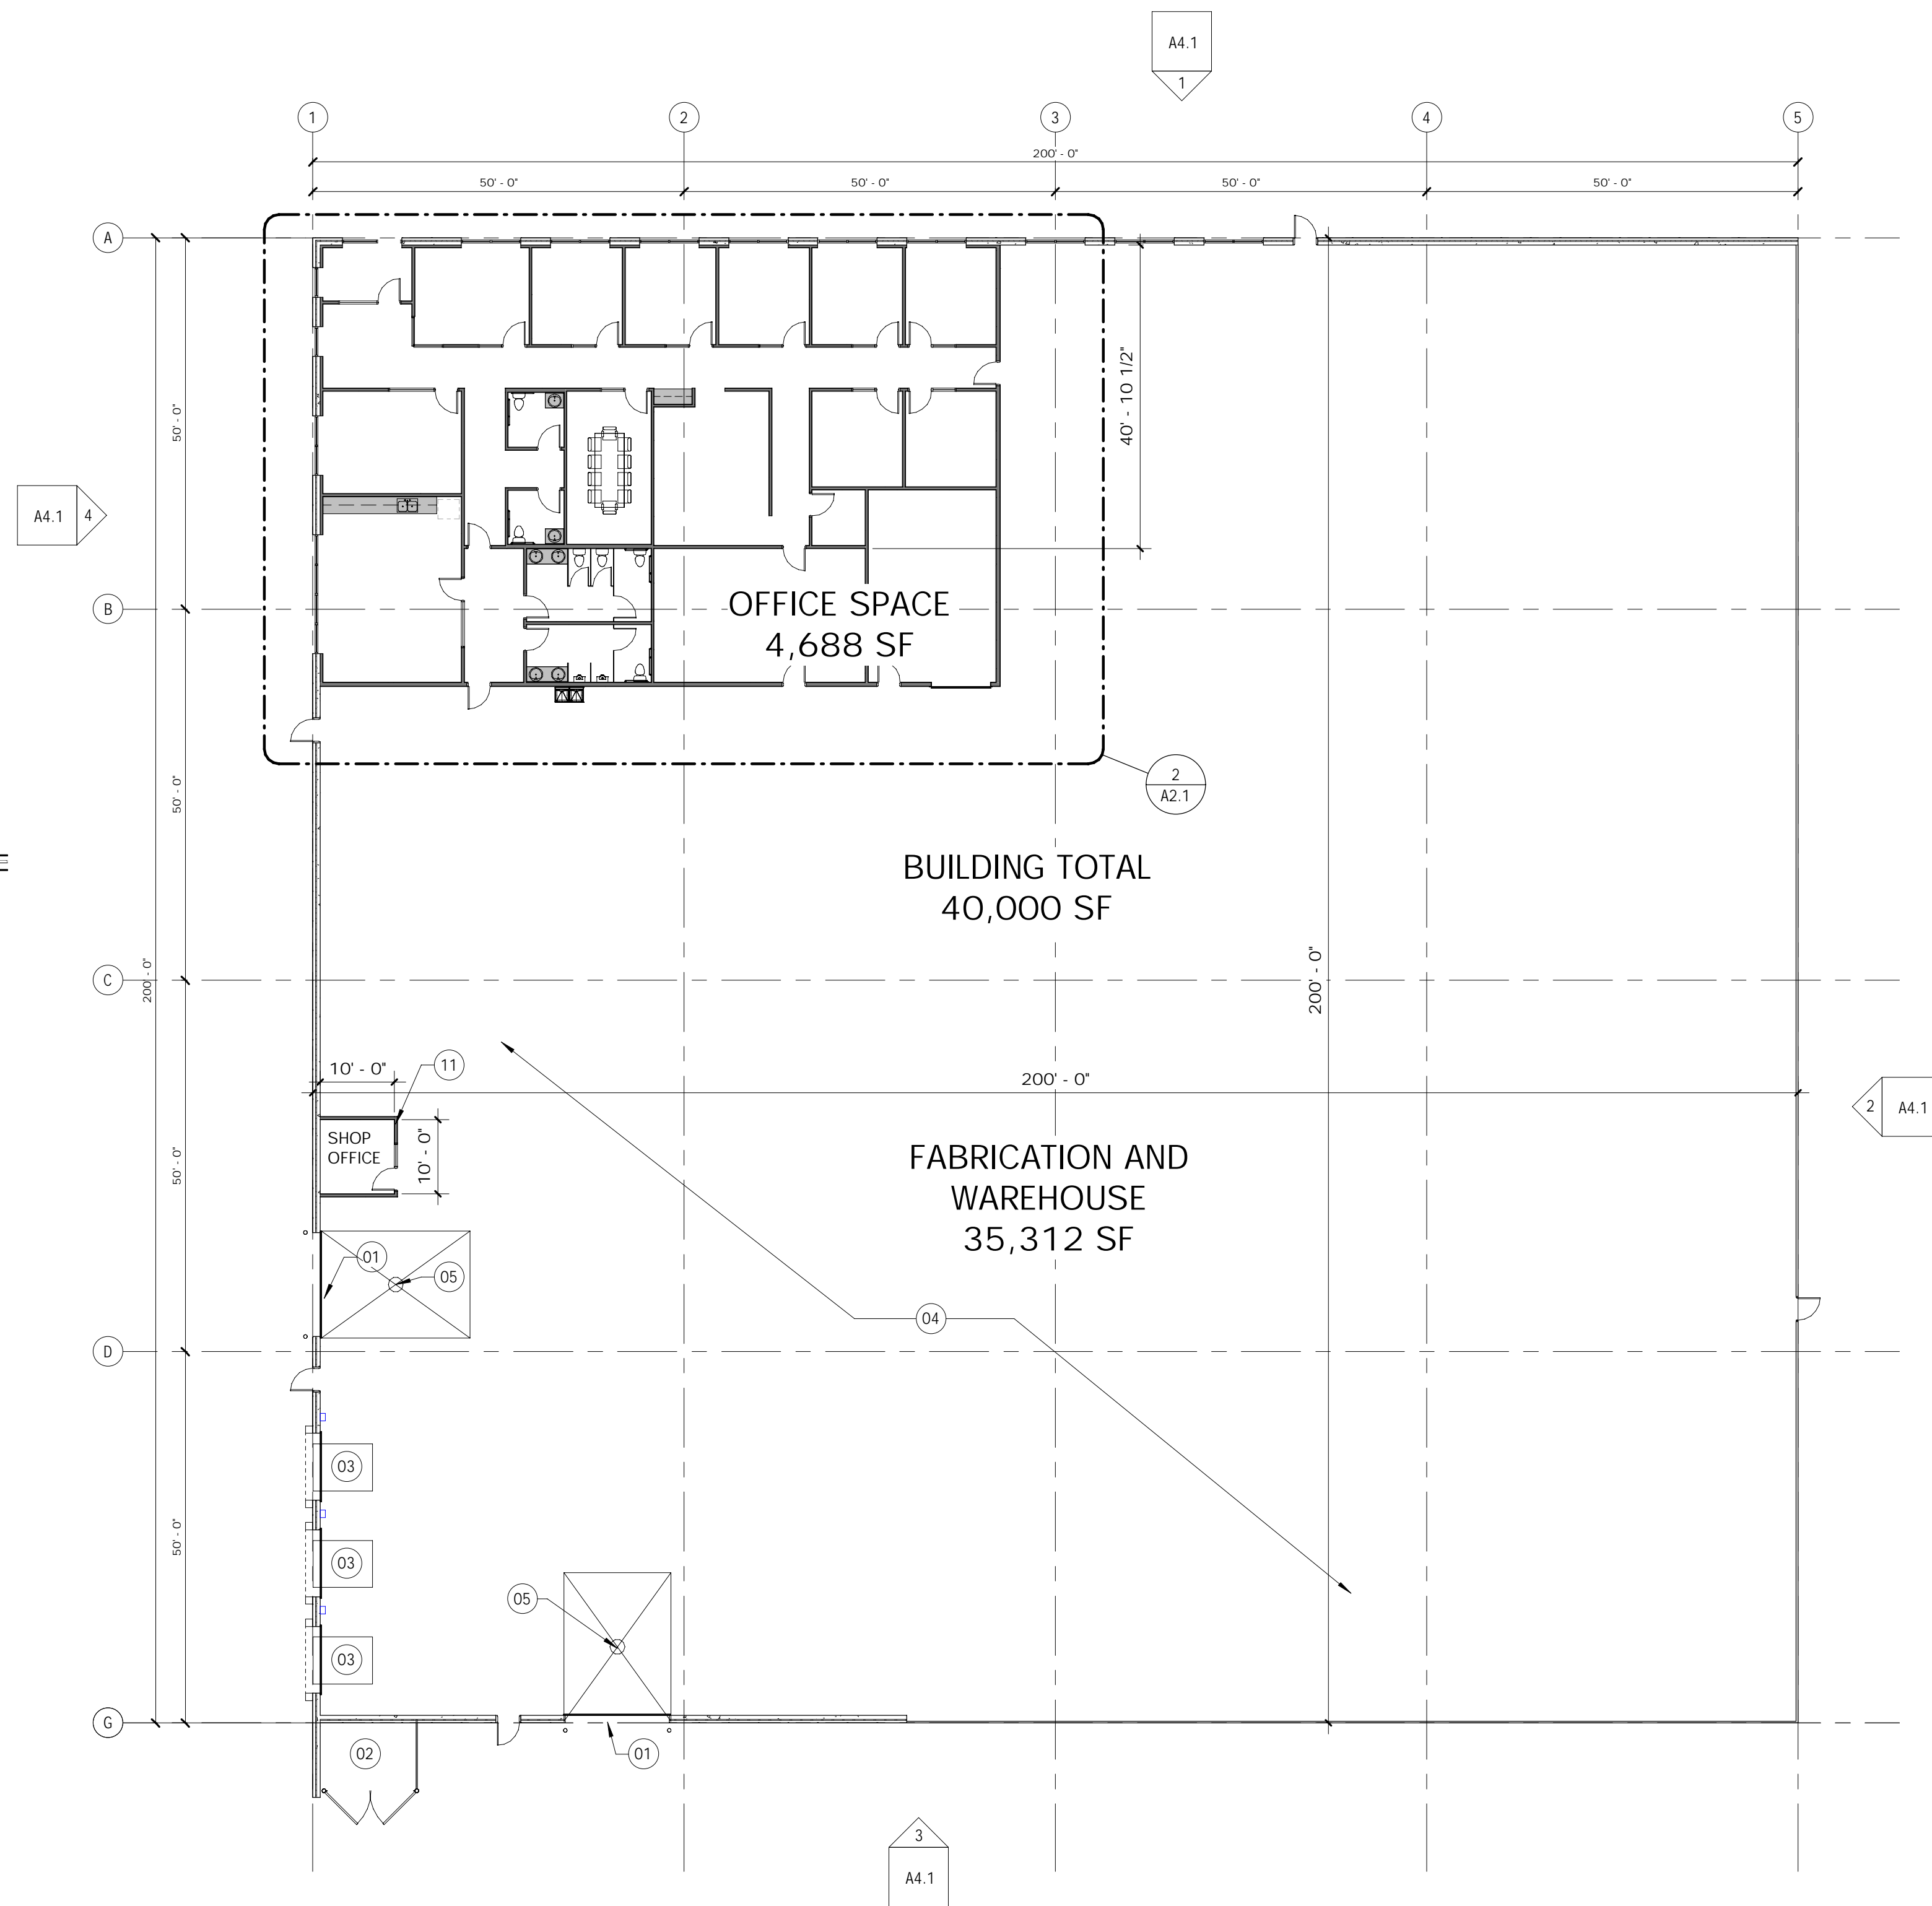 A4.1
1
1
2
3
4
5
200' - 0"
50' - 0"
50' - 0"
50' - 0"
50' - 0"
A
40' - 10 1/2"
50' - 0"
A4.1
4
B
OFFICE SPACE
4,688 SF
2
A2.1
50' - 0"
BUILDING TOTAL
40,000 SF
C
200' - 0"
200' - 0"
10' - 0"
11
200' - 0"
2
A4.1
SHOP
OFFICE
10' - 0"
50' - 0"
FABRICATION AND
WAREHOUSE
35,312 SF
01
05
04
D
03
50' - 0"
03
05
03
G
02
01
3
A4.1